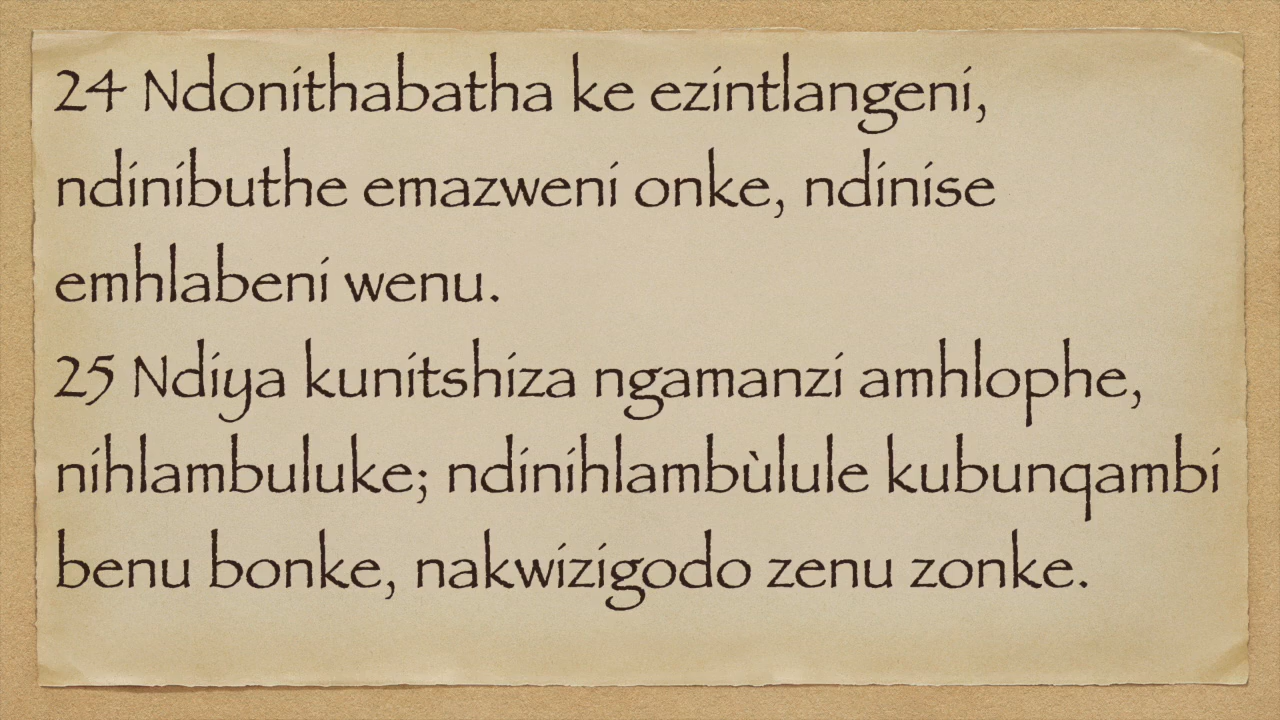 24 Ndonithabatha ke ezintlangeni,
ndinibuthe emazweni onke, ndinise
emhlabeni wenu.
25 Ndiya kunitshiza ngamanzi amhlophe,
nihlambuluke; ndinihlambùlule kubunqambi
benu bonke, nakwizigodo zenu zonke.